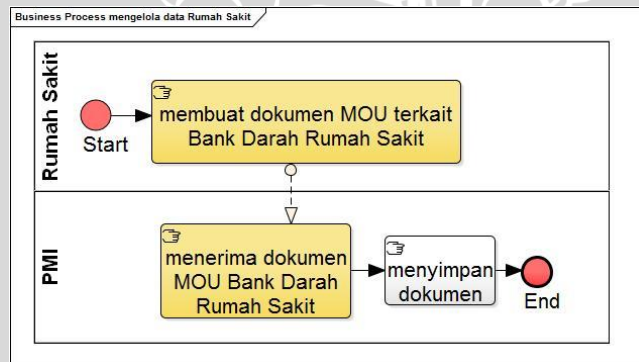 Business Process mengelola data Rumah Sakit
Rumah Sakit
Start
membuat dokumen MOU terkait
Bank Darah Rumah Sakit
PMI
menerima dokumen
MOU Bank Darah
Rumah Sakit
menyimpan
dokumen
End